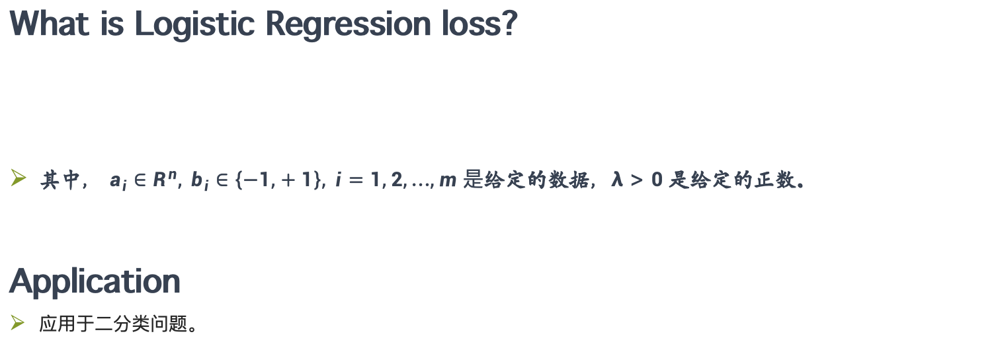 What is Logistic Regression loss?
其中, aᵢ ∈ Rⁿ, bᵢ ∈ {−1, + 1}, i = 1, 2, …, m 是给定的数据, λ > 0 是给定的正数。
Application
应用于二分类问题。